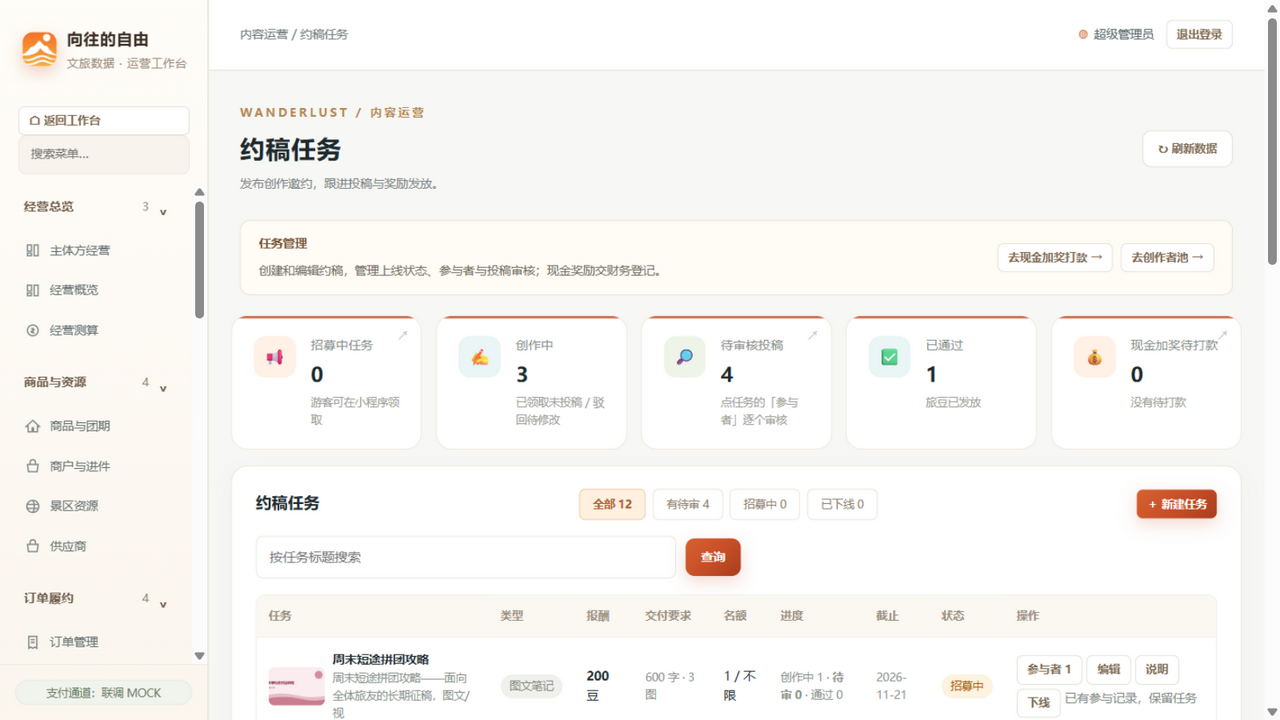 向往的自由
文旅数据 · 运营工作台
返回工作台
搜索菜单...
经营总览 3
主体方经营
经营概览
经营测算
商品与资源 4
商品与团期
商户与进件
景区资源
供应商
订单履约 4
订单管理
支付通道：联调 MOCK
内容运营 / 约稿任务
超级管理员 退出登录
WANDERLUST / 内容运营
约稿任务
发布创作邀约，跟进投稿与奖励发放。
↻ 刷新数据
任务管理
创建和编辑约稿，管理上线状态、参与者与投稿审核；现金奖励交财务登记。
去现金加奖打款 → 去创作者池 →
招募中任务
0
游客可在小程序领
取
创作中
3
已领取未投稿 / 驳
回待修改
待审核投稿
4
点任务的「参与
者」逐个审核
已通过
1
旅豆已发放
现金加奖待打款
0
没有待打款
约稿任务
全部 12 有待审 4 招募中 0 已下线 0
+ 新建任务
按任务标题搜索
查询
任务 类型 报酬 交付要求 名额 进度 截止 状态 操作
周末短途拼团攻略
周末短途拼团攻略——面向
全体旅友的长期征稿，图文/
视
图文笔记
200
豆
600 字 · 3
图
1 / 不
限
创作中 1 · 待
审 0 · 通过 0
2026-
11-21
招募中
参与者 1 编辑 说明
下线 已有参与记录，保留任务